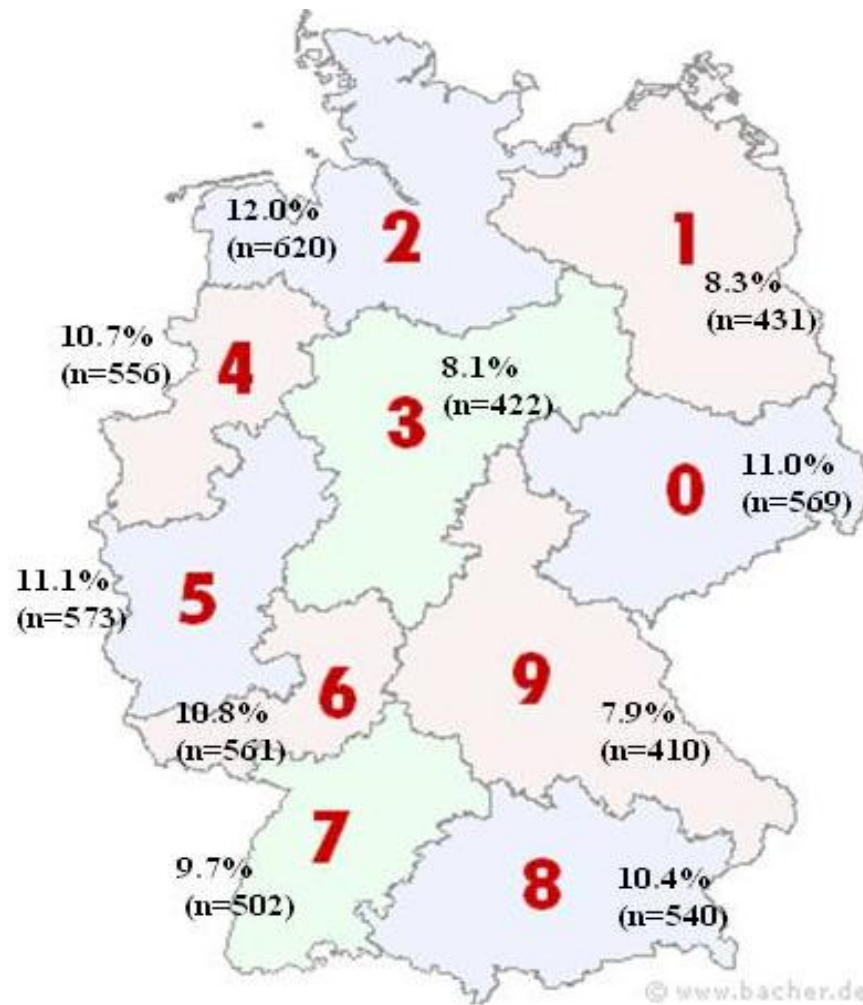 12.0%
(n=620)
2
1
8.3%
(n=431)
10.7%
(n=556)
4
8.1%
(n=422)
3
11.0%
(n=569)
0
11.1%
(n=573)
5
6
10.8%
(n=561)
9
7.9%
(n=410)
7
9.7%
(n=502)
8
10.4%
(n=540)
© www.bacher.de